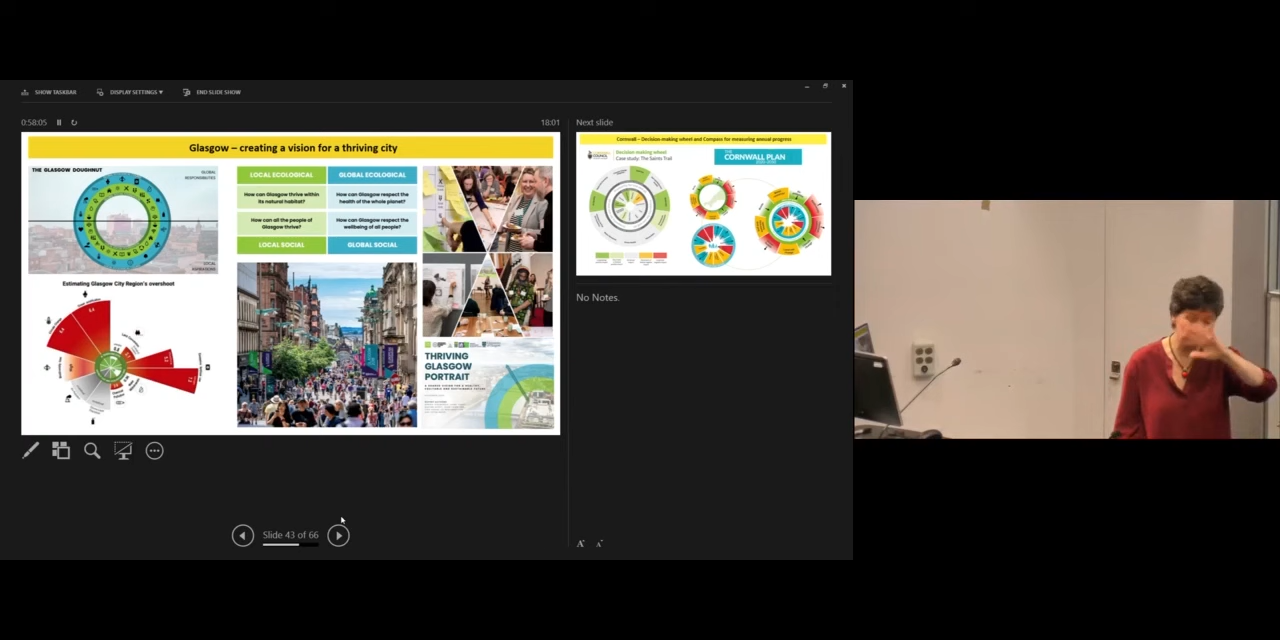 SHOW TASKBAR
DISPLAY SETTINGS ▼
END SLIDE SHOW
0:58:05
18:01
Next slide
Glasgow – creating a vision for a thriving city
THE GLASGOW DOUGHNUT
GLOBAL
RESPONSIBILITIES
LOCAL
ASPIRATIONS
LOCAL ECOLOGICAL
GLOBAL ECOLOGICAL
How can Glasgow thrive within
its natural habitat?
How can Glasgow respect the
health of the whole planet?
How can all the people of
Glasgow thrive?
How can Glasgow respect the
wellbeing of all people?
LOCAL SOCIAL
GLOBAL SOCIAL
Estimating Glasgow City Region's overshoot
THRIVING
GLASGOW
PORTRAIT
Cornwall – Decision-making wheel and Compass for measuring annual progress
Decision making wheel
Case study: The Saints Trail
THE
CORNWALL PLAN
No Notes.
Slide 43 of 66